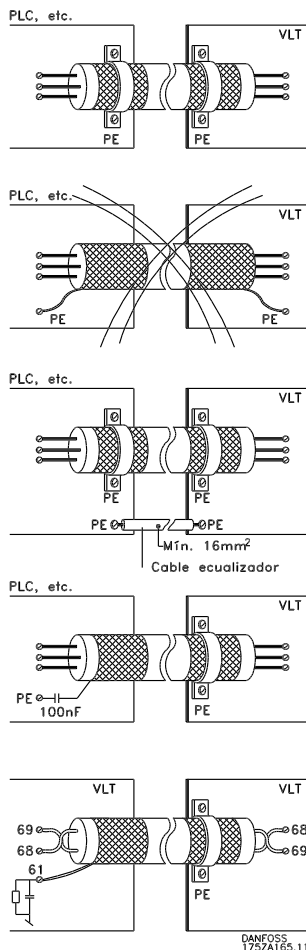 PLC, etc.
VLT
PE
PE
PLC, etc.
VLT
PE
PE
PLC, etc.
VLT
PE
PE
PE
PE
Mín. 16mm²
Cable ecualizador
PLC, etc.
VLT
PE
100nF
PE
VLT
VLT
69
68
68
69
61
PE
DANFOSS
175ZA165.11